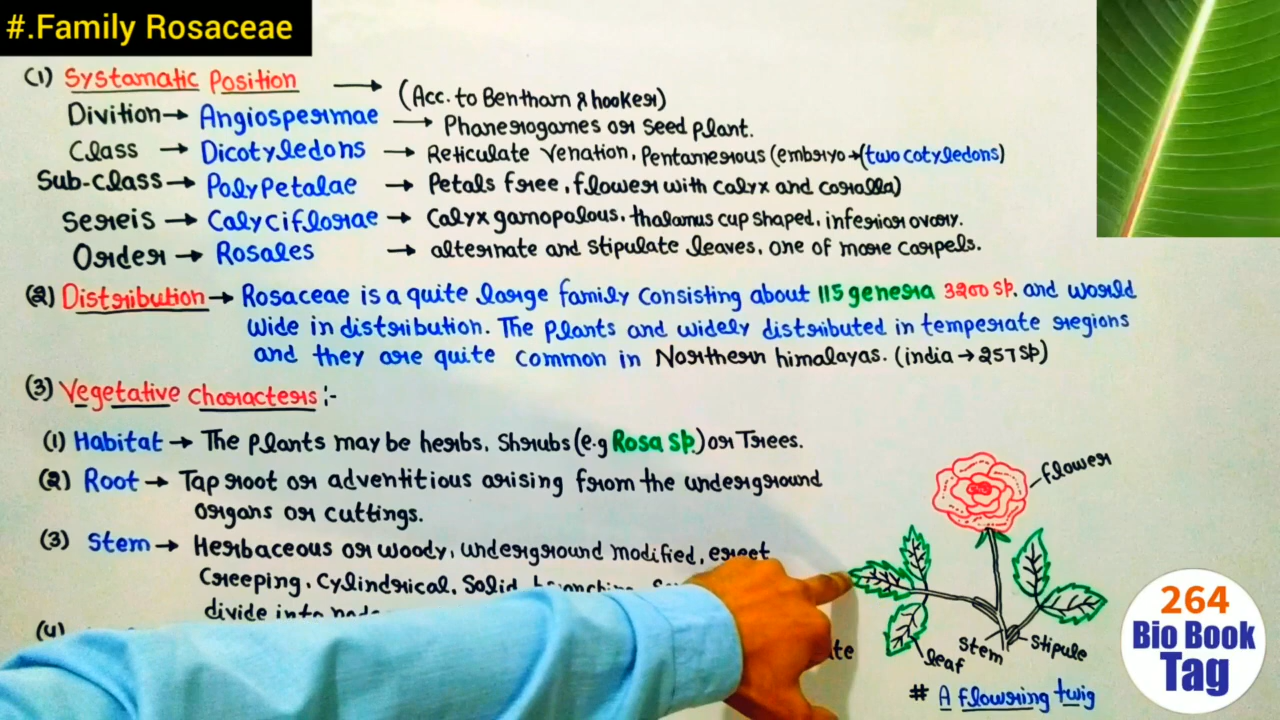 #.Family Rosaceae
(1) Systamatic Position → (Acc. to Bentham & hooker)
Divition → Angiospermae → Phanerogames or seed plant.
Class → Dicotyledons → Reticulate Venation, Pentamerous (embryo → (two cotyledons)
Sub-class → Polypetalae → Petals free, flower with calyx and coralla)
Sereis → Calyciflorae → Calyx gamopolous, thalamus cup shaped, inferior ovary.
Order → Rosales → alternate and stipulate leaves, one of more carpels.
(2) Distribution → Rosaceae is a quite large family consisting about 115 genera 3200 sp. and world
wide in distribution. The plants and widely distributed in temperate regions
and they are quite common in Northern himalayas. (india → 257 sp)
(3) Vegetative Characters :-
(1) Habitat → The plants may be herbs, Shrubs (e.g Rosa Sp.) or Trees.
(2) Root → Tap root or adventitious arising from the underground
organs or cuttings.
(3) Stem → Herbaceous or woody, underground modified, ereet
Creeping, Cylindrical, Solid
divide into
(4)
flower
leaf
Stem
Stipule
# A flowring twig
264
Bio Book
Tag